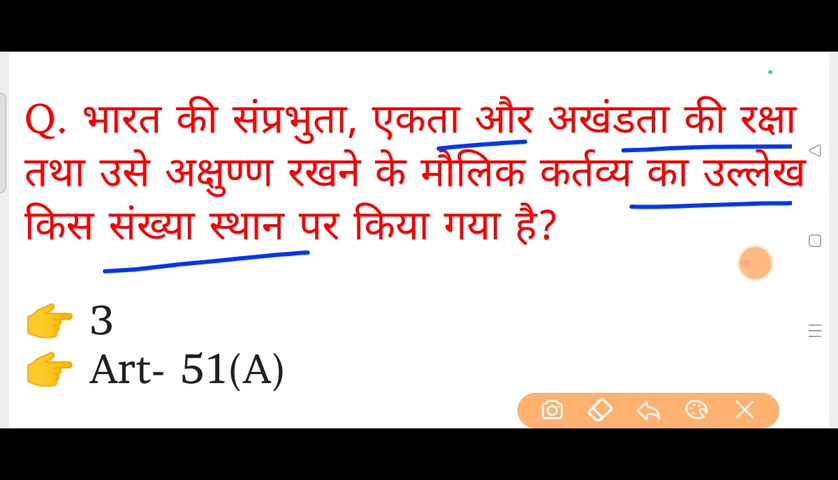 Q. भारत की संप्रभुता, एकता और अखंडता की रक्षा
तथा उसे अक्षुण्ण रखने के मौलिक कर्तव्य का उल्लेख
किस संख्या स्थान पर किया गया है?
👉 3
👉 Art- 51(A)